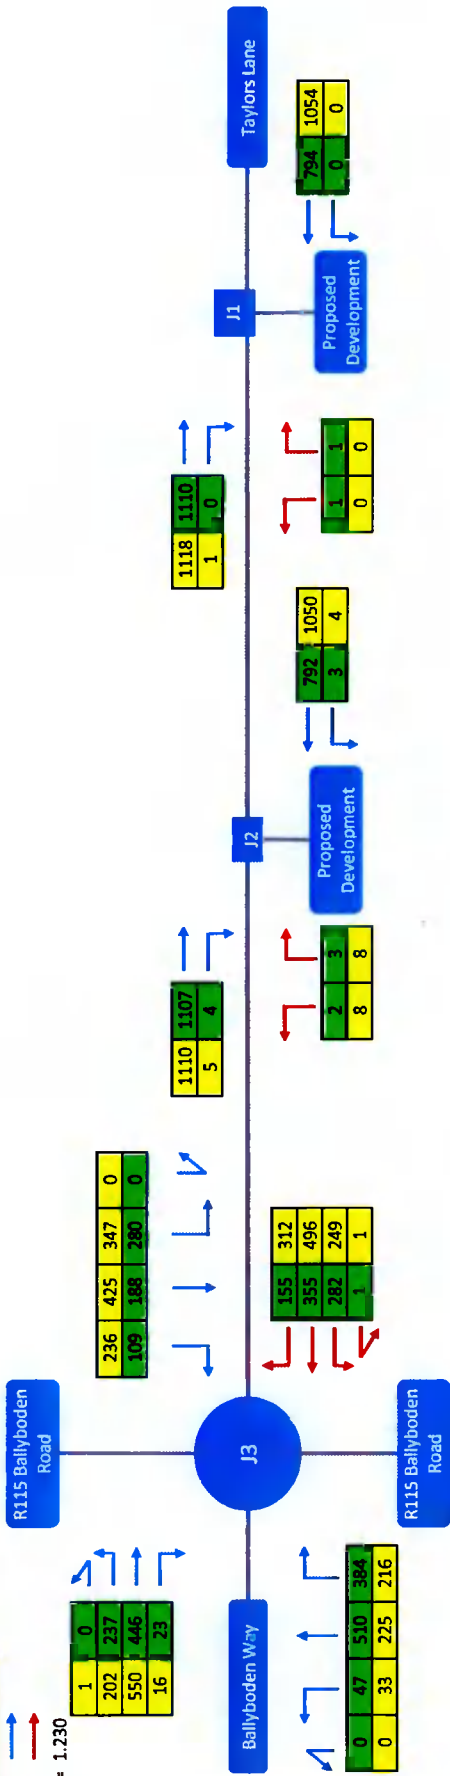 = 1.230
R115 Ballyboden
Road
1 0
202 237
550 446
16 23
236 425 347 0
109 188 280 0
1110 1107
5 4
1118 1110
1 0
Ballyboden Way
J3
J2
J1
Taylors Lane
0 47 510 384
0 33 225 216
R115 Ballyboden
Road
155 312
355 496
282 249
1 1
2 3
8 8
Proposed
Development
792 1050
3 4
1 1
0 0
Proposed
Development
794 1054
0 0